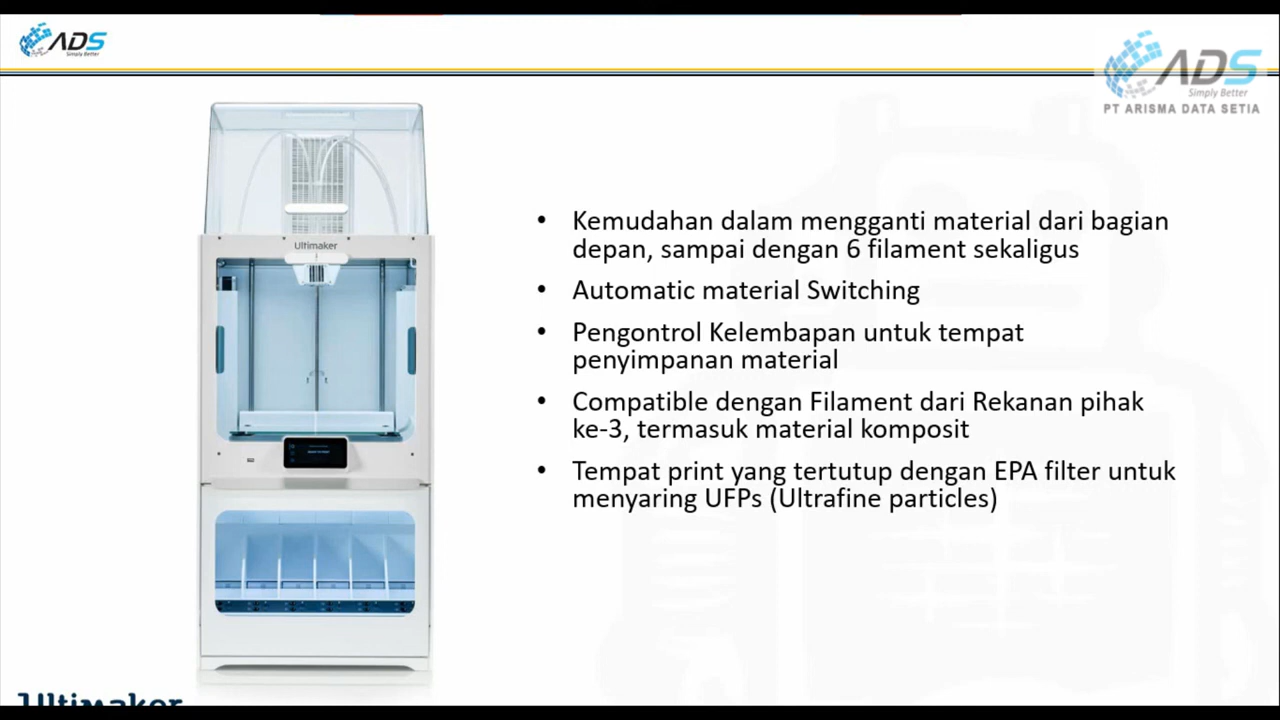 ADS
Simply Better
ADS
Simply Better
PT ARISMA DATA SETIA
Ultimaker
• Kemudahan dalam mengganti material dari bagian
depan, sampai dengan 6 filament sekaligus
• Automatic material Switching
• Pengontrol Kelembapan untuk tempat
penyimpanan material
• Compatible dengan Filament dari Rekanan pihak
ke-3, termasuk material komposit
• Tempat print yang tertutup dengan EPA filter untuk
menyaring UFPs (Ultrafine particles)
Ultimaker